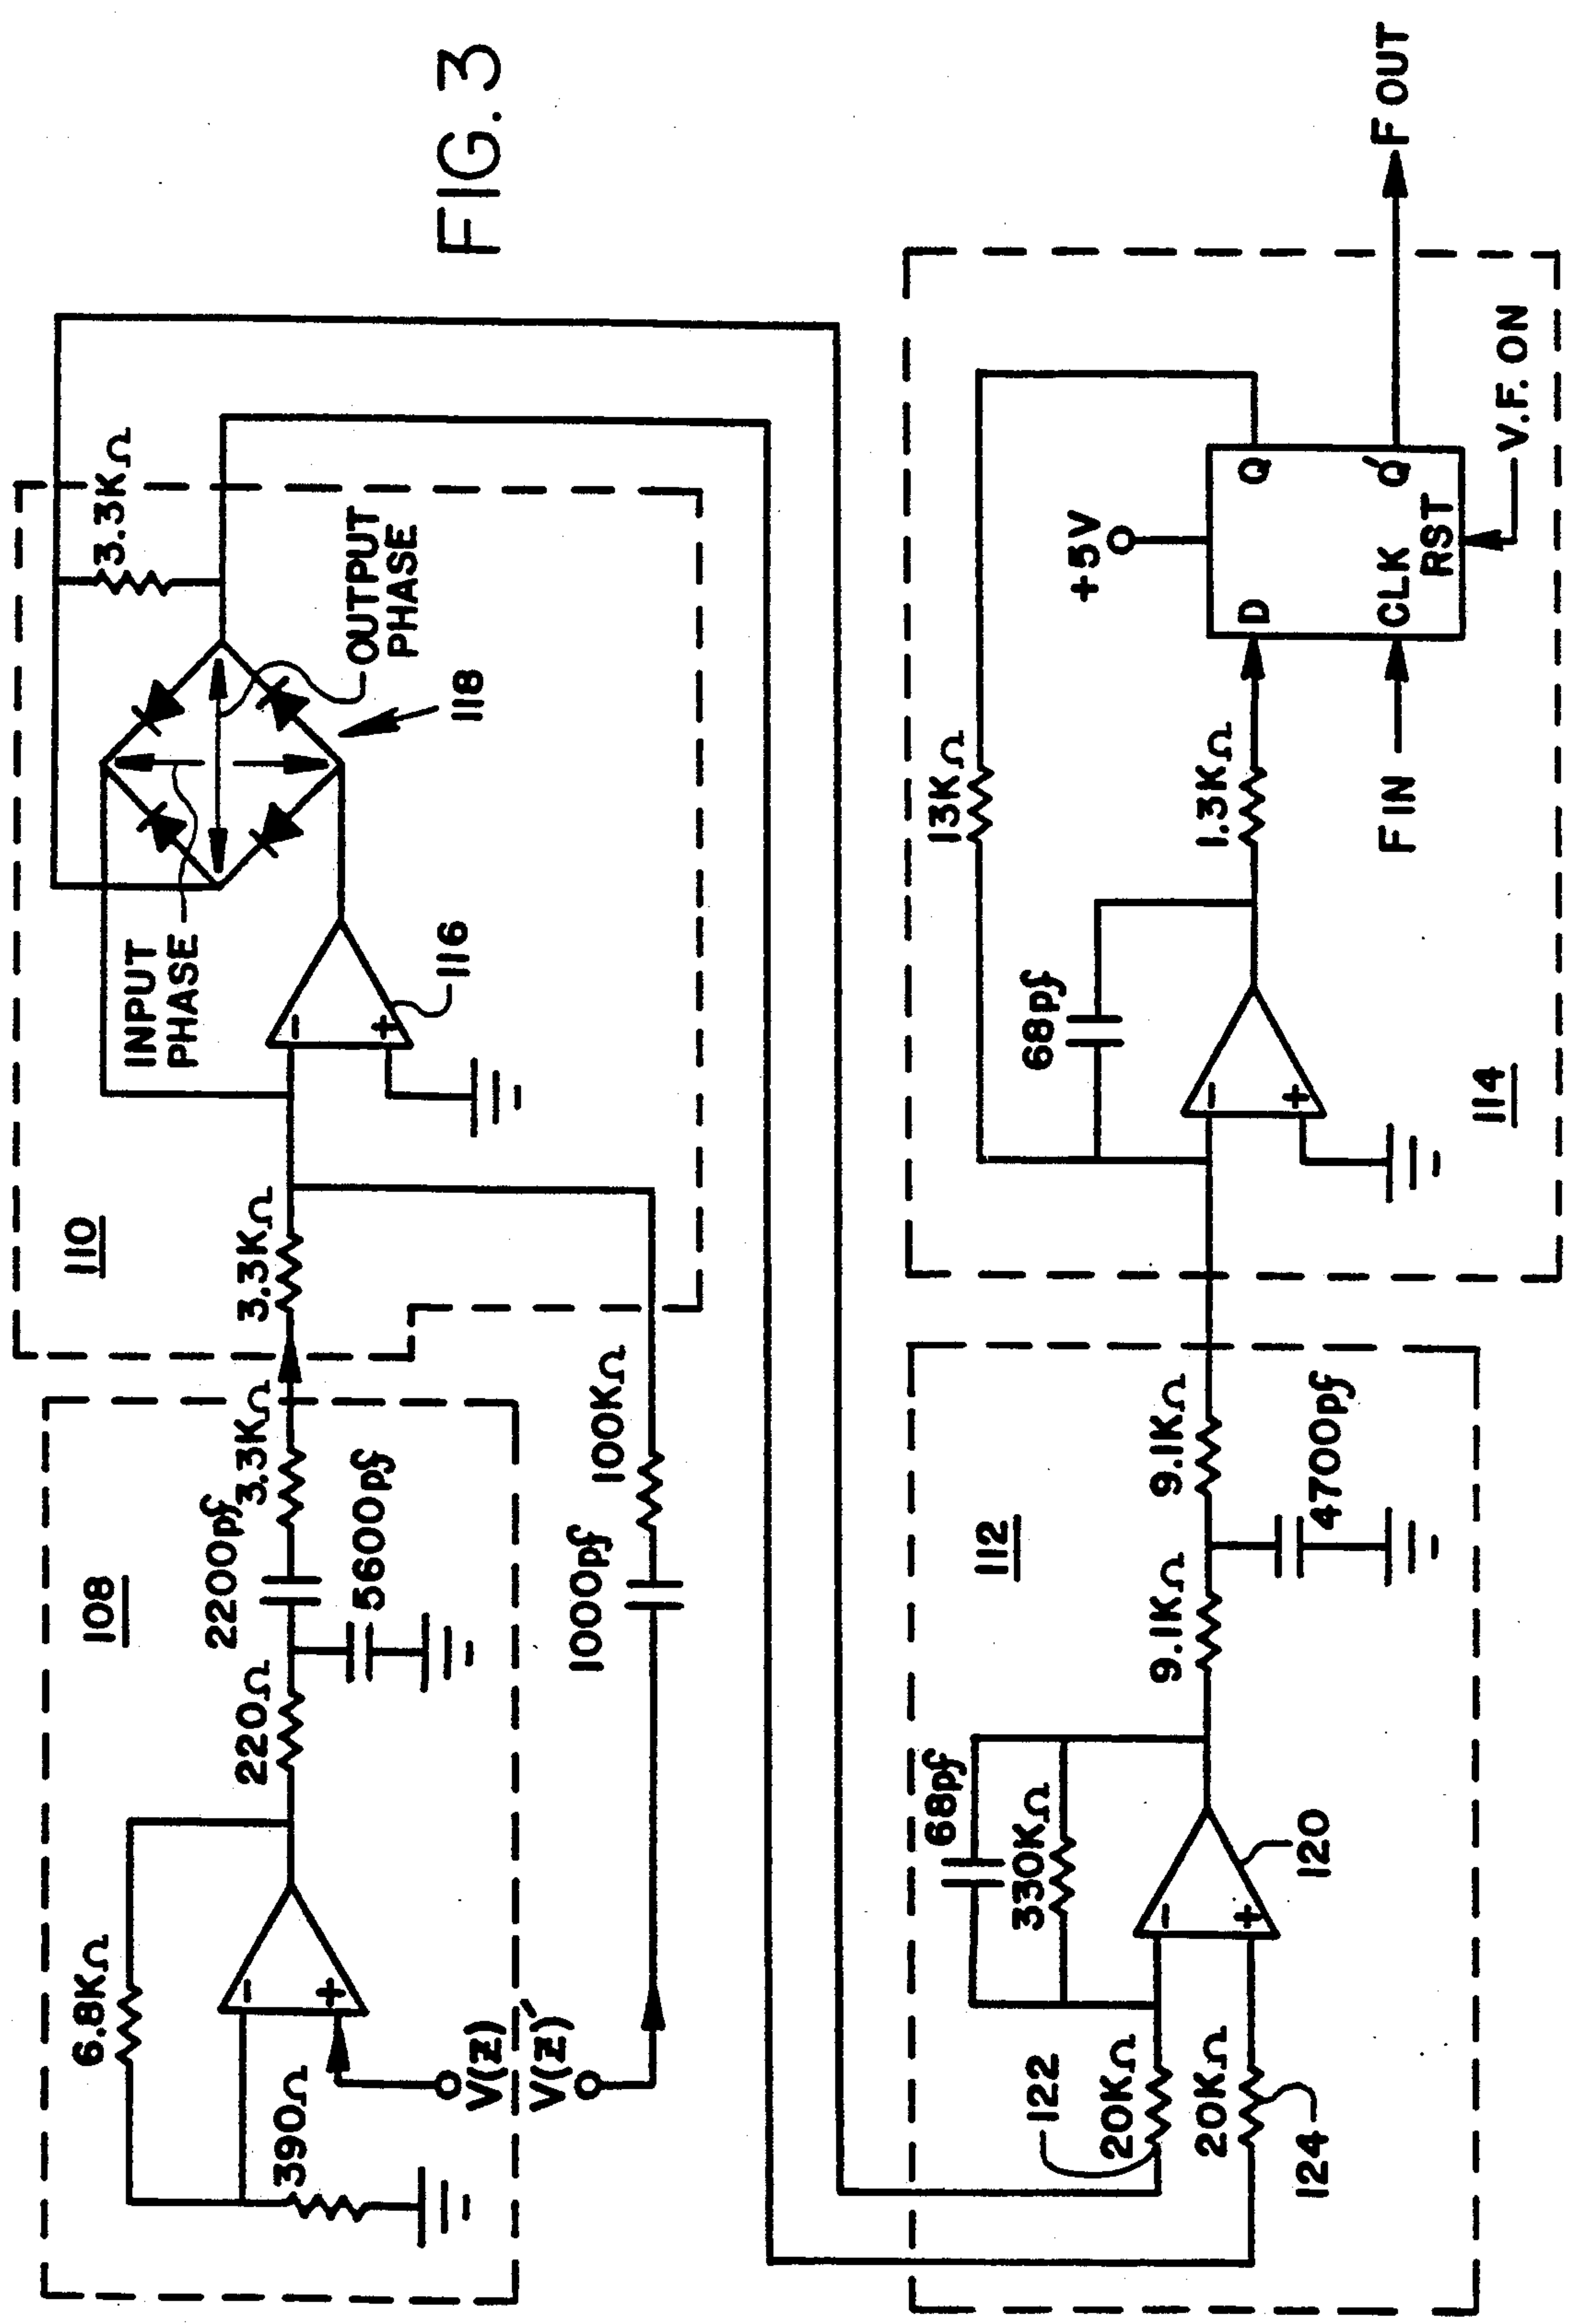 FIG. 3
108
6.8KΩ
390Ω
220Ω
2200pf
3.3KΩ
5600pf
V(z)
V(z)'
1000pf
100KΩ
110
3.3KΩ
INPUT
PHASE
116
118
OUTPUT
PHASE
3.3KΩ
-
+
-
+
112
122
20KΩ
20KΩ
124
68pf
330KΩ
-
+
120
9.1KΩ
9.1KΩ
4700pf
114
68pf
13KΩ
-
+
1.3KΩ
F IN
+5V
D
Q
CLK
Q'
RST
V.F. ON
F OUT